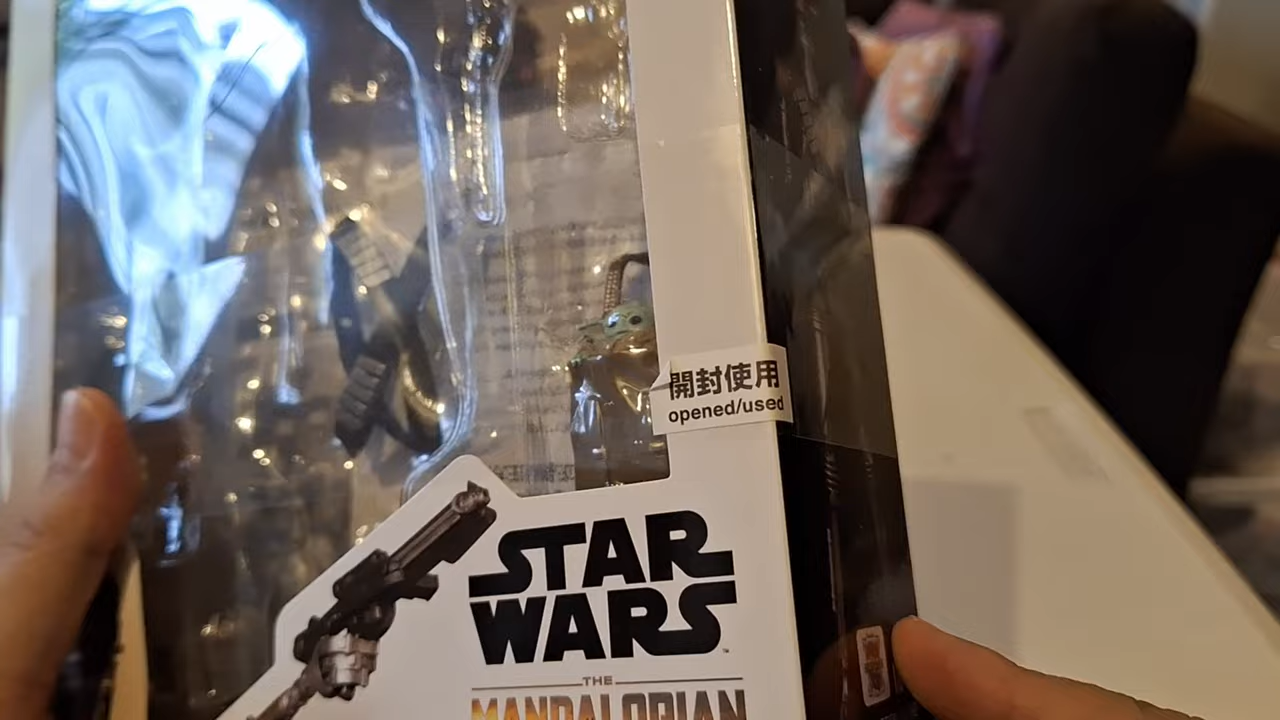 開封使用
opened/used
STAR
WARS
THE
MANDALORIAN